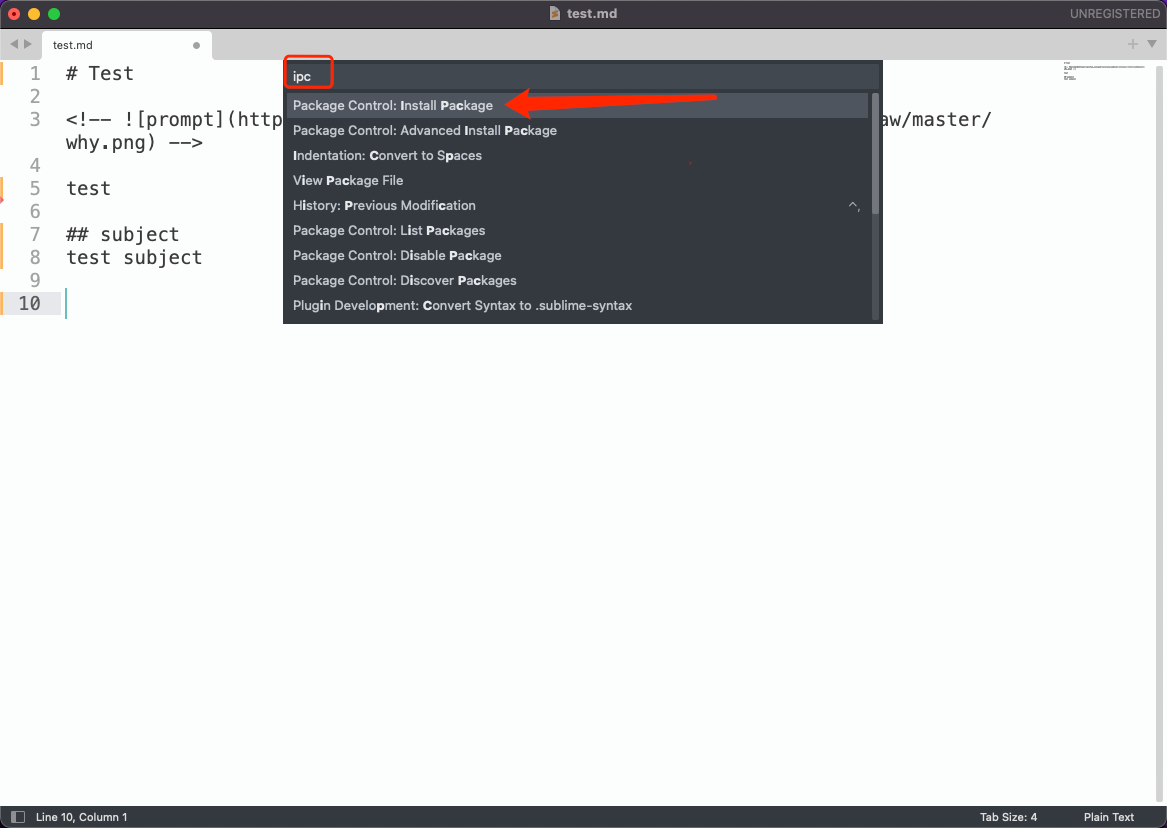 test.md
UNREGISTERED
test.md
ipc
Package Control: Install Package
Package Control: Advanced Install Package
Indentation: Convert to Spaces
View Package File
History: Previous Modification
^,
Package Control: List Packages
Package Control: Disable Package
Package Control: Discover Packages
Plugin Development: Convert Syntax to .sublime-syntax
1 # Test
2
3 <!-- ![prompt](http aw/master/
why.png) -->
4
5 test
6
7 ## subject
8 test subject
9
10
Line 10, Column 1
Tab Size: 4
Plain Text